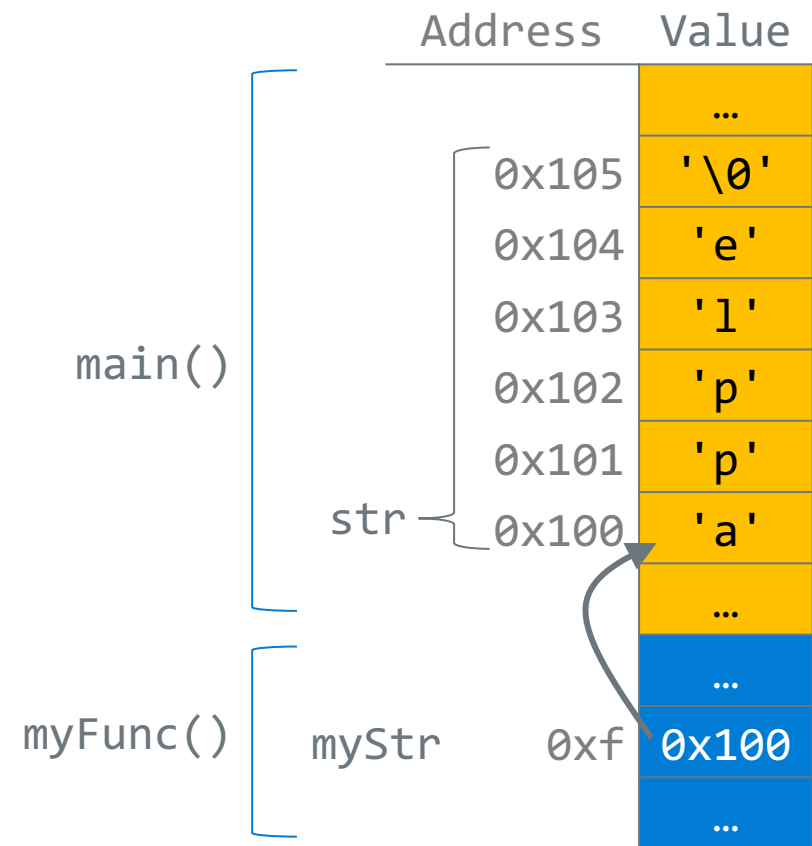 Address Value
…
0x105 '\0'
0x104 'e'
0x103 'l'
main() 0x102 'p'
0x101 'p'
str 0x100 'a'
…
…
myFunc() myStr 0xf 0x100
…